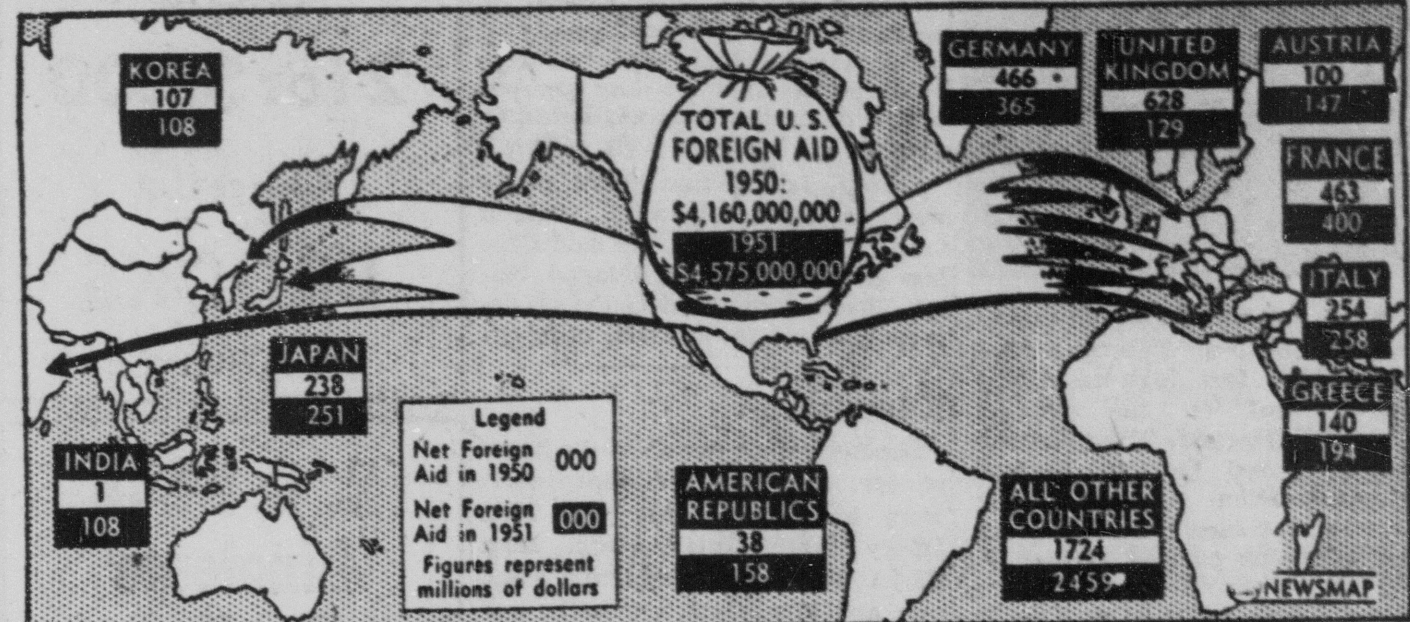 KOREA
107
108
TOTAL U. S.
FOREIGN AID
1950:
$4,160,000,000
1951
$4,575,000,000
GERMANY
466
365
UNITED
KINGDOM
628
129
AUSTRIA
100
147
FRANCE
463
400
ITALY
254
258
GREECE
140
194
JAPAN
238
251
INDIA
1
108
Legend
Net Foreign
Aid in 1950 000
Net Foreign
Aid in 1951 000
Figures represent
millions of dollars
AMERICAN
REPUBLICS
38
158
ALL OTHER
COUNTRIES
1724
2459
NEWSMAP